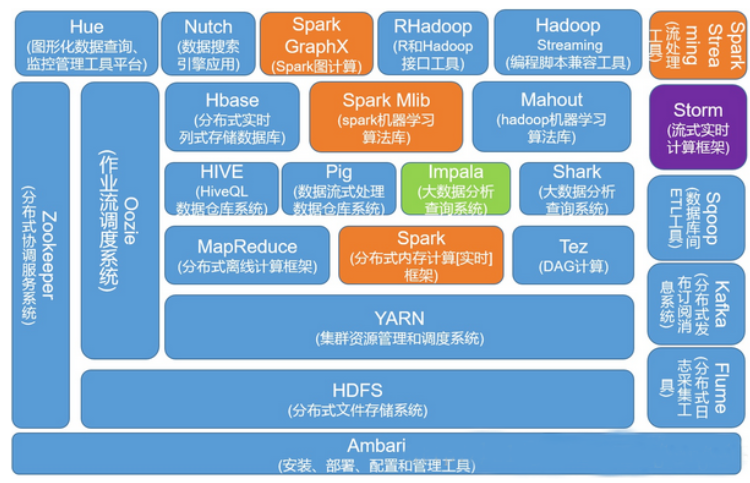 Hue
(图形化数据查询、
监控管理工具平台)
Nutch
(数据搜索
引擎应用)
Spark
GraphX
(Spark图计算)
RHadoop
(R和Hadoop
接口工具)
Hadoop
Streaming
(编程脚本兼容工具)
Spark
Strea
ming
(流处理
工具)
Zookeeper
(分布式协调服务系统)
Oozie
(作业流调度系统)
Hbase
(分布式实时
列式存储数据库)
Spark Mlib
(spark机器学习
算法库)
Mahout
(hadoop机器学习
算法库)
Storm
(流式实时
计算框架)
HIVE
(HiveQL
数据仓库系统)
Pig
(数据流式处理
数据仓库系统)
Impala
(大数据分析
查询系统)
Shark
(大数据分析
查询系统)
Sqoop
(数据库间
ETL工具)
MapReduce
(分布式离线计算框架)
Spark
(分布式内存计算[实时]
框架)
Tez
(DAG计算)
Kafka
(分布式发
布订阅消
息系统)
YARN
(集群资源管理和调度系统)
HDFS
(分布式文件存储系统)
Flume
(分布式日
志采集工
具)
Ambari
(安装、部署、配置和管理工具)